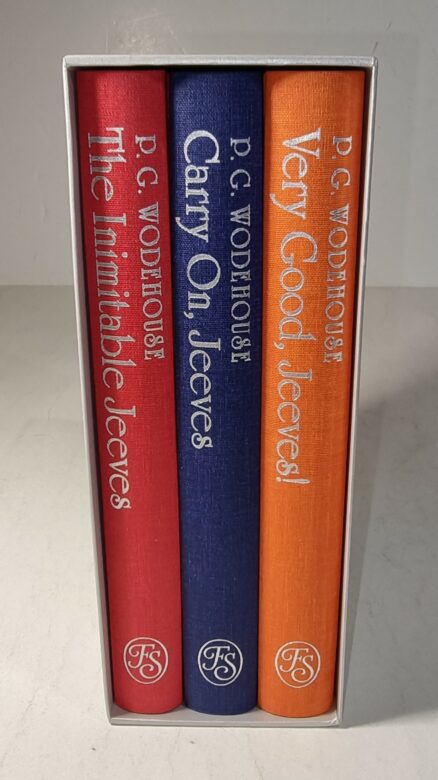 P. G. WODEHOUSE
The Inimitable Jeeves
FS
P. G. WODEHOUSE
Carry On, Jeeves
FS
P. G. WODEHOUSE
Very Good, Jeeves!
FS